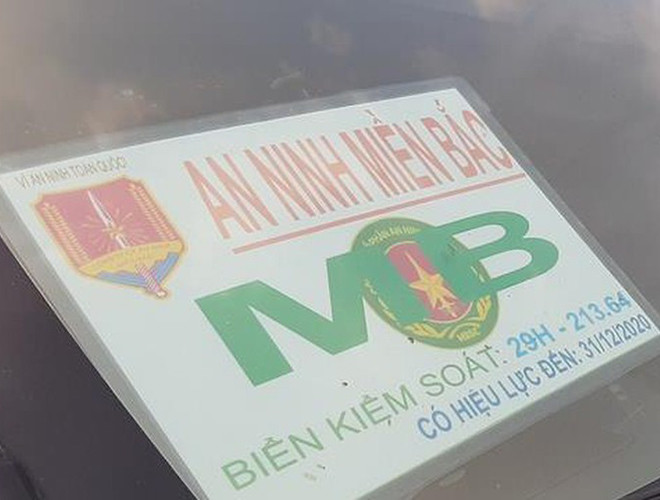 VÌ AN NINH TOÀN QUỐC
AN NINH MIỀN BẮC
MB
BIỂN KIỂM SOÁT: 29H - 213.64
CÓ HIỆU LỰC ĐẾN: 31/12/2020